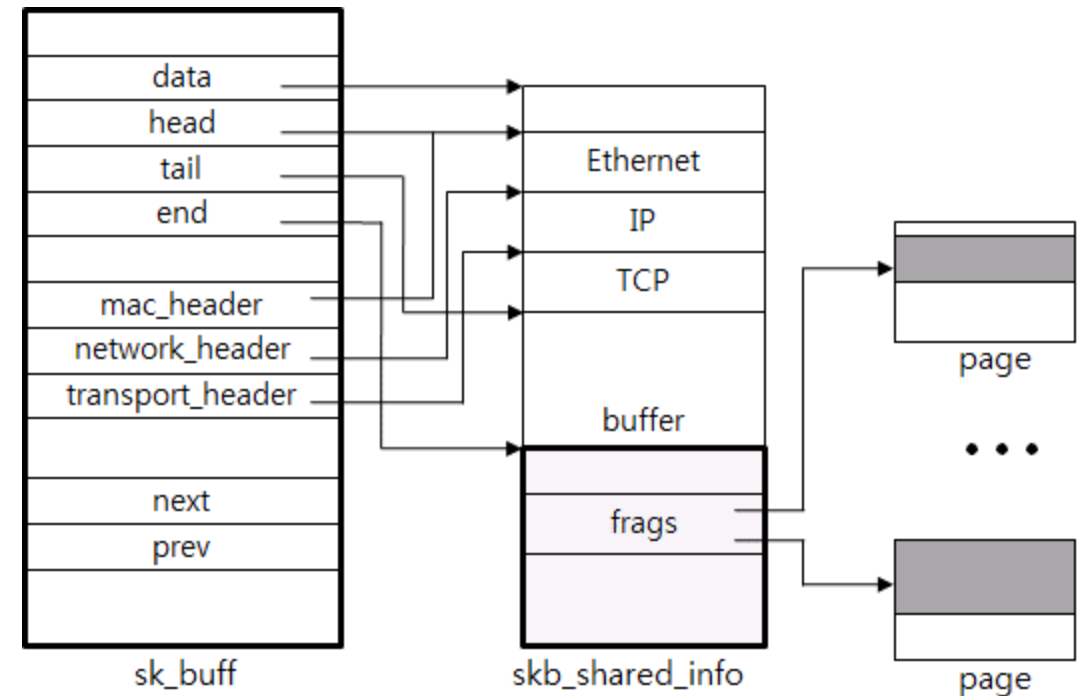 data
head
tail
end
mac_header
network_header
transport_header
next
prev
sk_buff
Ethernet
IP
TCP
buffer
frags
skb_shared_info
page
page